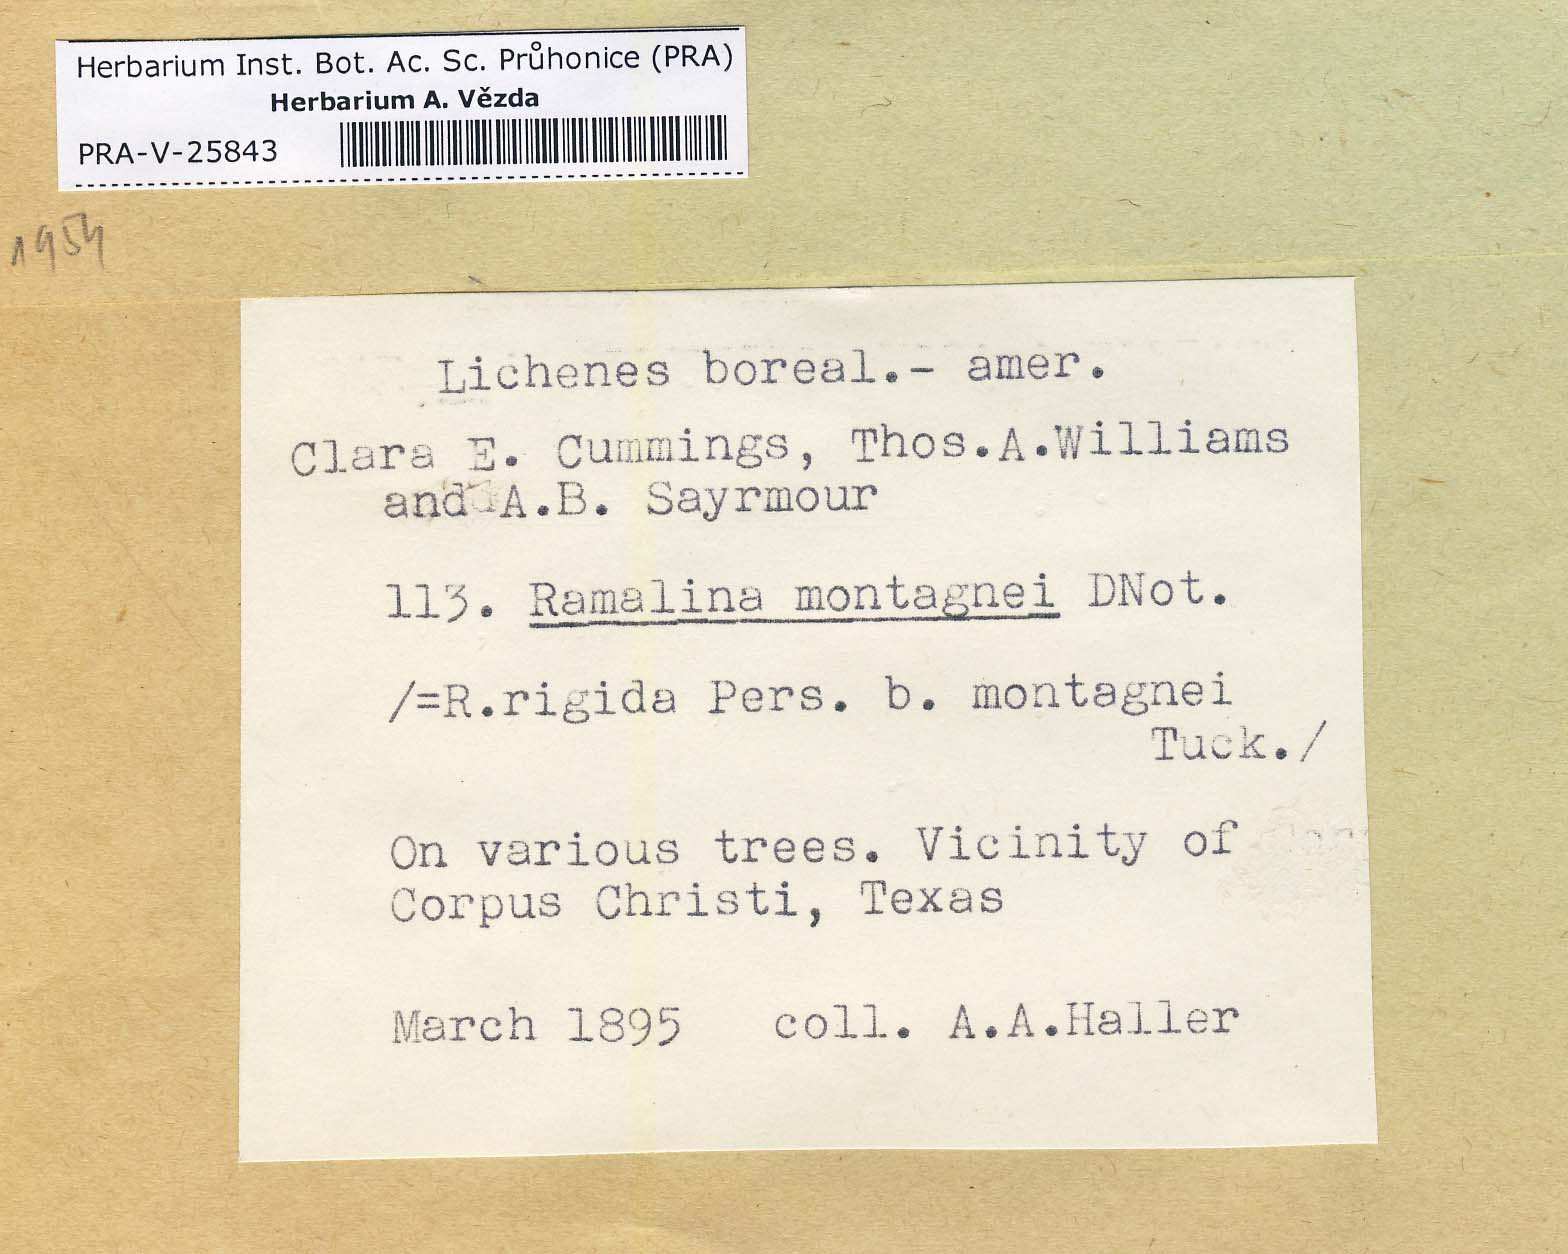 Herbarium Inst. Bot. Ac. Sc. Průhonice (PRA)
Herbarium A. Vězda
PRA-V-25843
1954
Lichenes boreal.- amer.
Clara E. Cummings, Thos.A.Williams
and A.B. Sayrmour
113. Ramalina montagnei DNot.
/=R.rigida Pers. b. montagnei
Tuck./
On various trees. Vicinity of
Corpus Christi, Texas
March 1895 coll. A.A.Haller